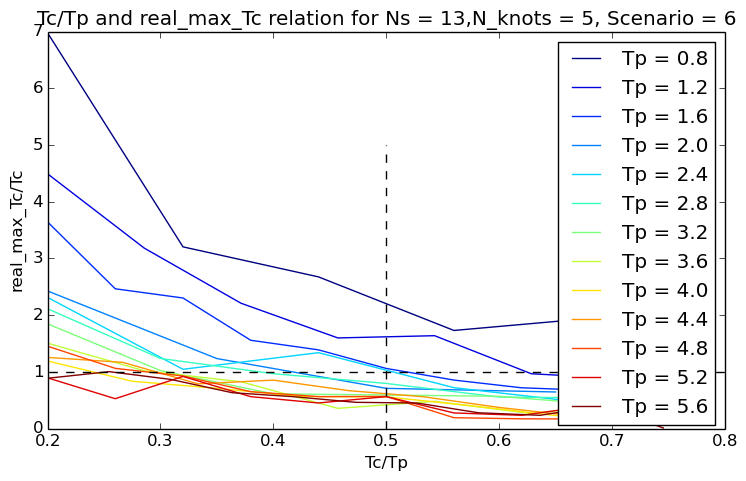 Tc/Tp and real_max_Tc relation for Ns = 13,N_knots = 5, Scenario = 6
7
6
5
4
3
2
1
0
real_max_Tc/Tc
0.2 0.3 0.4 0.5 0.6 0.7 0.8
Tc/Tp
Tp = 0.8
Tp = 1.2
Tp = 1.6
Tp = 2.0
Tp = 2.4
Tp = 2.8
Tp = 3.2
Tp = 3.6
Tp = 4.0
Tp = 4.4
Tp = 4.8
Tp = 5.2
Tp = 5.6